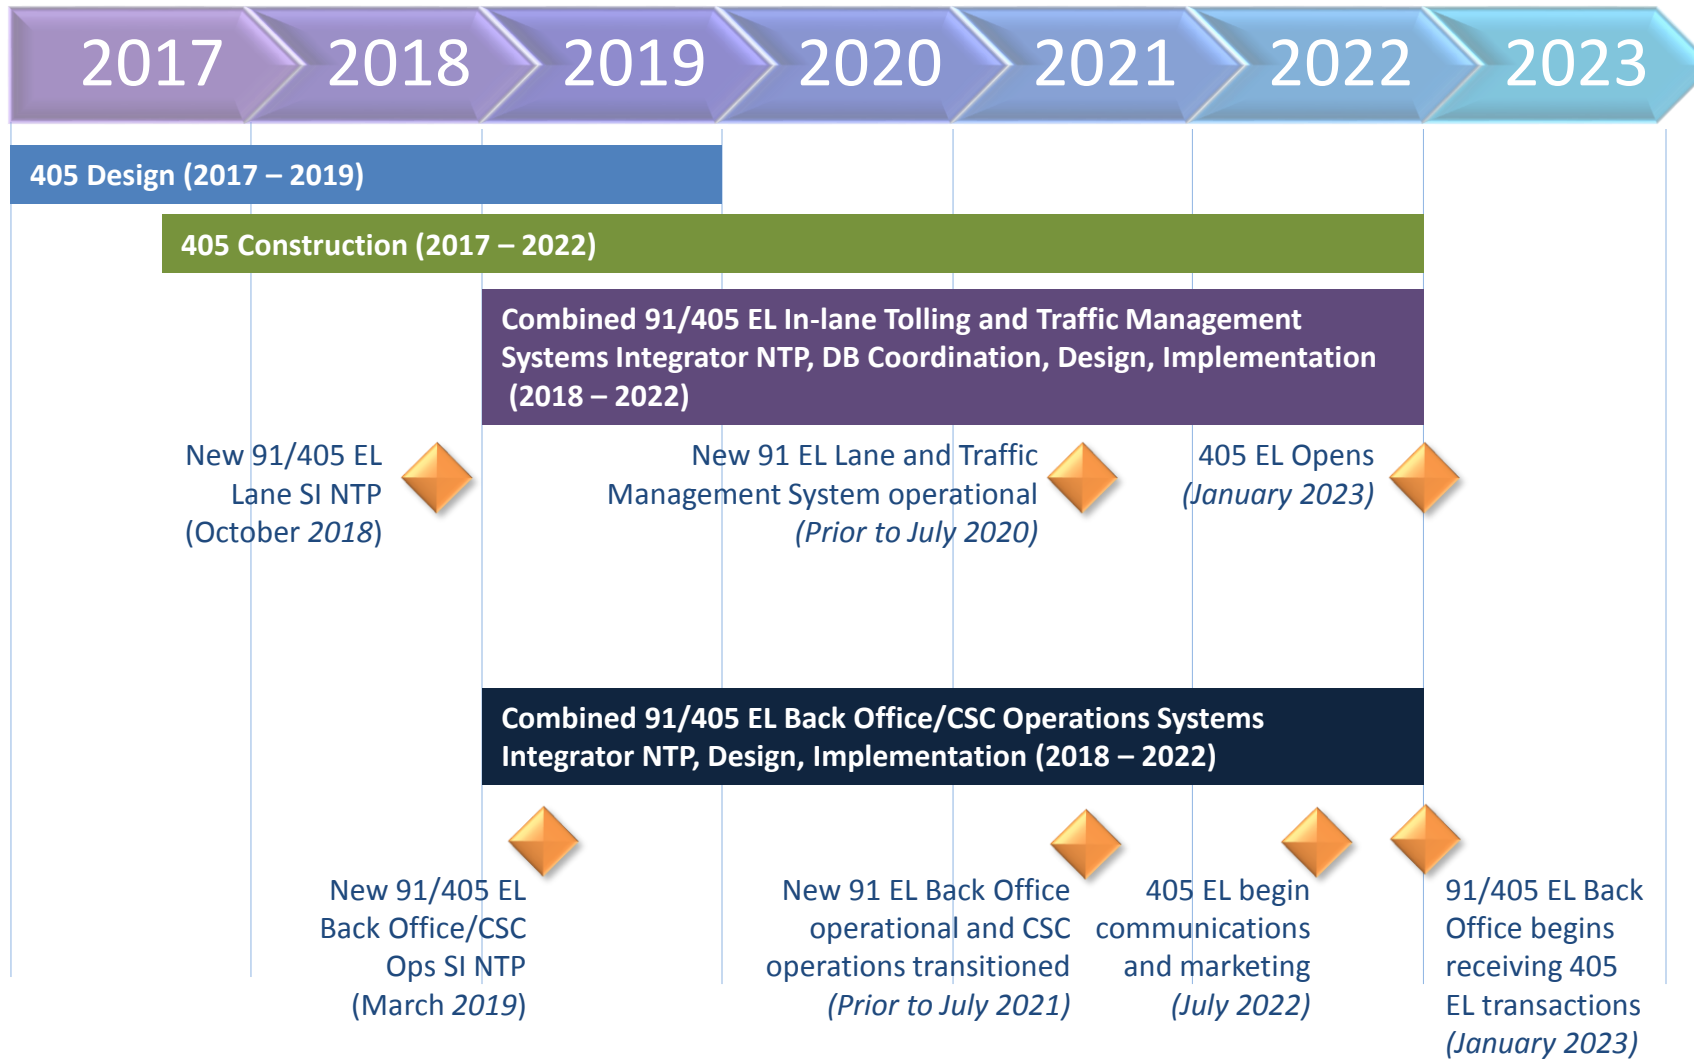 2017 2018 2019 2020 2021 2022 2023
405 Design (2017 – 2019)
405 Construction (2017 – 2022)
Combined 91/405 EL In-lane Tolling and Traffic Management
Systems Integrator NTP, DB Coordination, Design, Implementation
(2018 – 2022)
New 91/405 EL
Lane SI NTP
(October 2018)
New 91 EL Lane and Traffic
Management System operational
(Prior to July 2020)
405 EL Opens
(January 2023)
Combined 91/405 EL Back Office/CSC Operations Systems
Integrator NTP, Design, Implementation (2018 – 2022)
New 91/405 EL
Back Office/CSC
Ops SI NTP
(March 2019)
New 91 EL Back Office
operational and CSC
operations transitioned
(Prior to July 2021)
405 EL begin
communications
and marketing
(July 2022)
91/405 EL Back
Office begins
receiving 405
EL transactions
(January 2023)